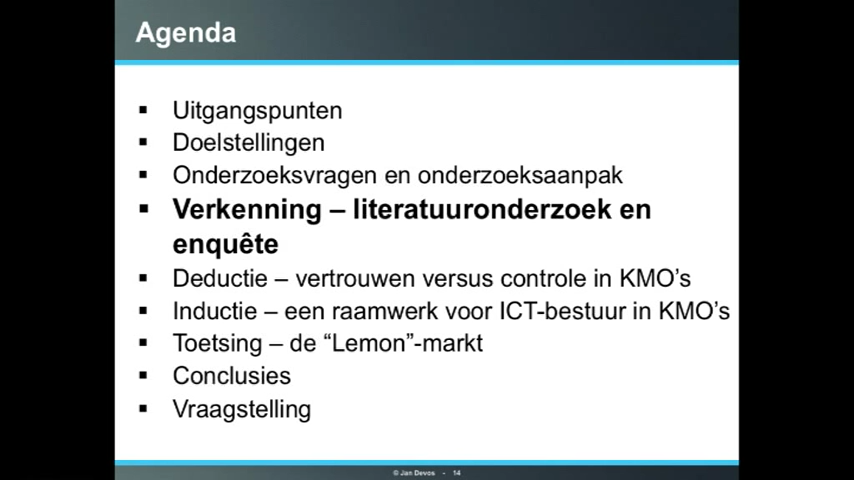 Agenda
Uitgangspunten
Doelstellingen
Onderzoeksvragen en onderzoeksaanpak
Verkenning – literatuuronderzoek en
enquête
Deductie – vertrouwen versus controle in KMO’s
Inductie – een raamwerk voor ICT-bestuur in KMO’s
Toetsing – de “Lemon”-markt
Conclusies
Vraagstelling
© Jan Devos - 14